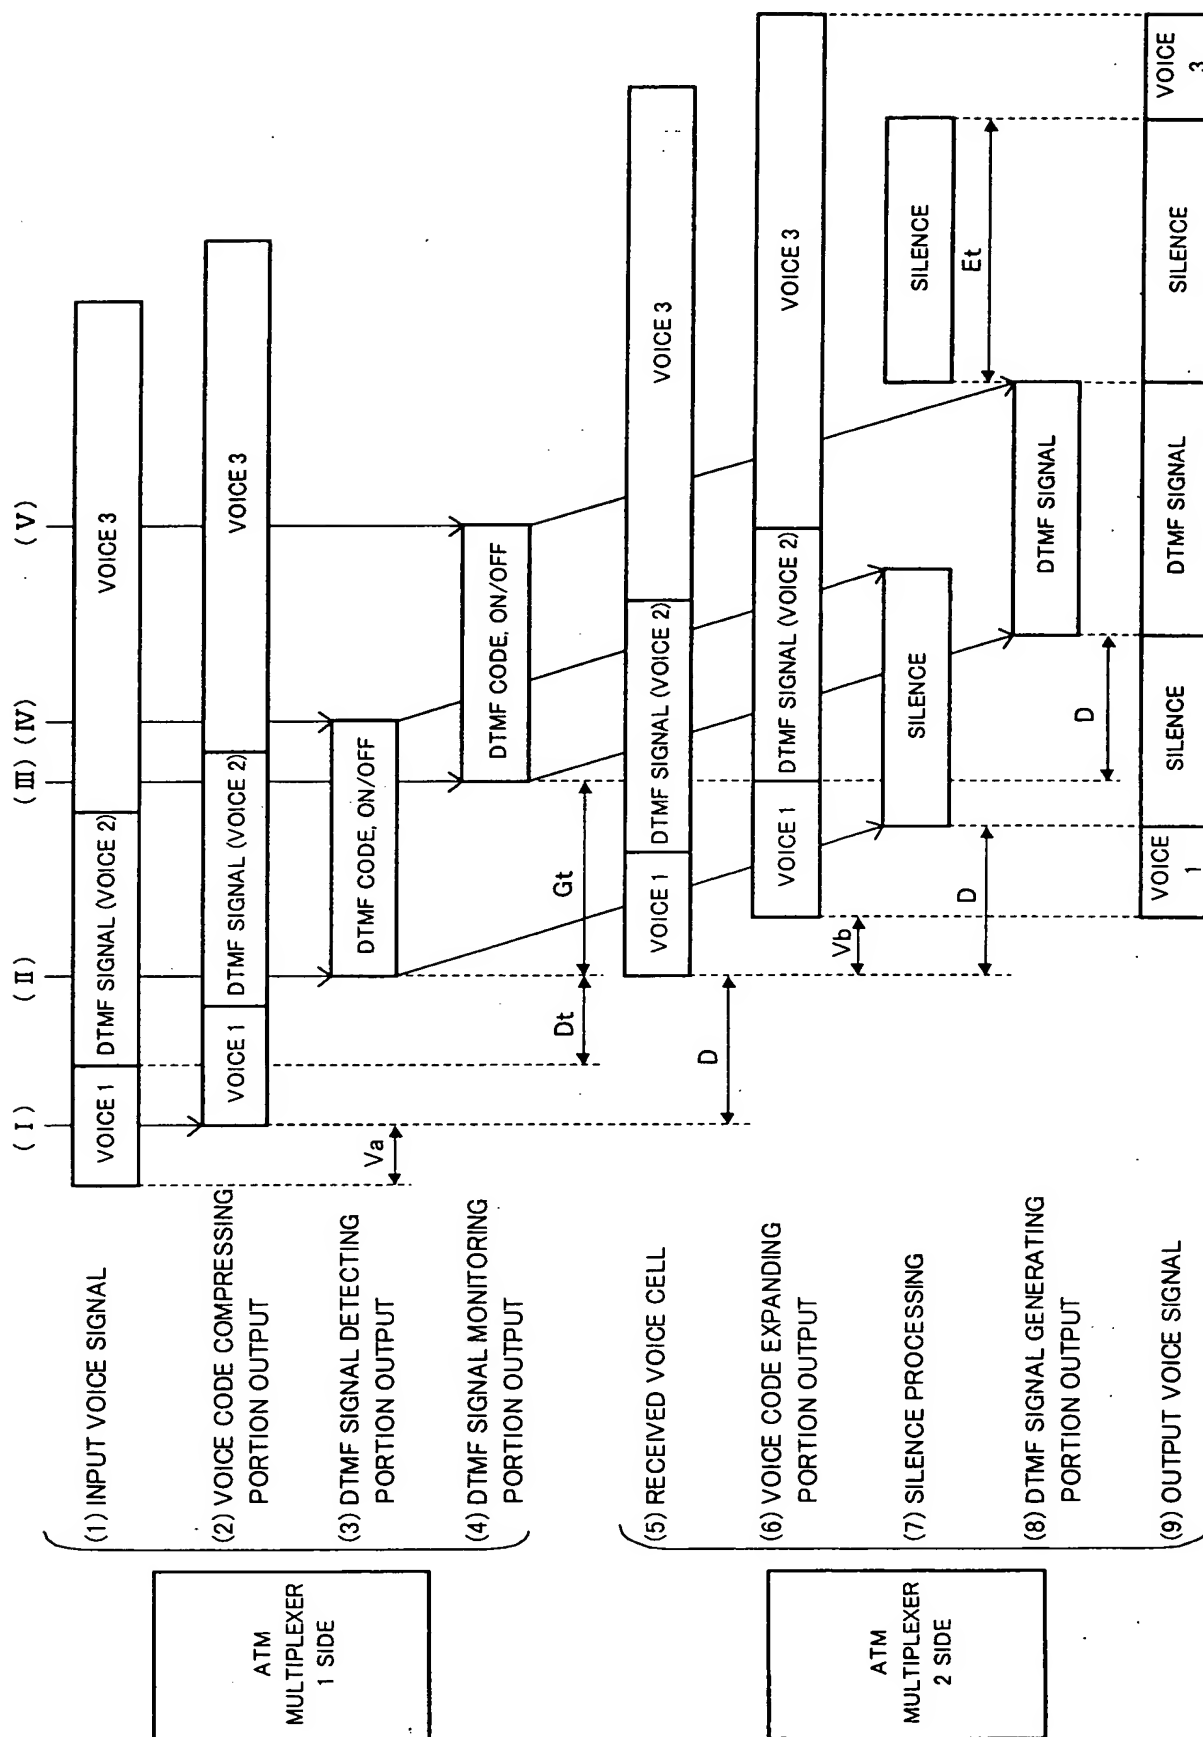 (I)
(II)
(III)
(IV)
(V)
ATM
MULTIPLEXER
1 SIDE
(1) INPUT VOICE SIGNAL
VOICE 1
DTMF SIGNAL (VOICE 2)
VOICE 3
(2) VOICE CODE COMPRESSING
PORTION OUTPUT
VOICE 1
DTMF SIGNAL (VOICE 2)
VOICE 3
(3) DTMF SIGNAL DETECTING
PORTION OUTPUT
Va
DTMF CODE, ON/OFF
(4) DTMF SIGNAL MONITORING
PORTION OUTPUT
DTMF CODE, ON/OFF
Dt
Gt
ATM
MULTIPLEXER
2 SIDE
(5) RECEIVED VOICE CELL
VOICE 1
DTMF SIGNAL (VOICE 2)
VOICE 3
D
(6) VOICE CODE EXPANDING
PORTION OUTPUT
VOICE 1
DTMF SIGNAL (VOICE 2)
VOICE 3
Vb
(7) SILENCE PROCESSING
SILENCE
SILENCE
D
Et
(8) DTMF SIGNAL GENERATING
PORTION OUTPUT
DTMF SIGNAL
D
(9) OUTPUT VOICE SIGNAL
VOICE
1
SILENCE
DTMF SIGNAL
SILENCE
VOICE
3